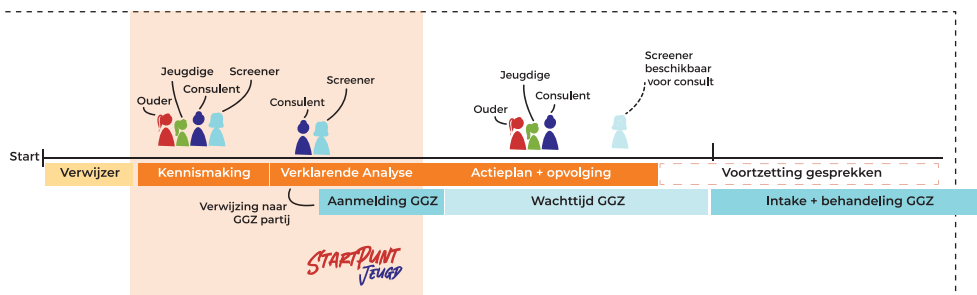 Jeugdige
Screener
Consulent
Ouder
Consulent
Screener
Jeugdige
Consulent
Ouder
Screener
beschikbaar
voor consult
Start
Verwijzer
Kennismaking
Verklarende Analyse
Actieplan + opvolging
Voortzetting gesprekken
Verwijzing naar
GGZ partij
Aanmelding GGZ
Wachttijd GGZ
Intake + behandeling GGZ
STARTPUNT
JEUGD